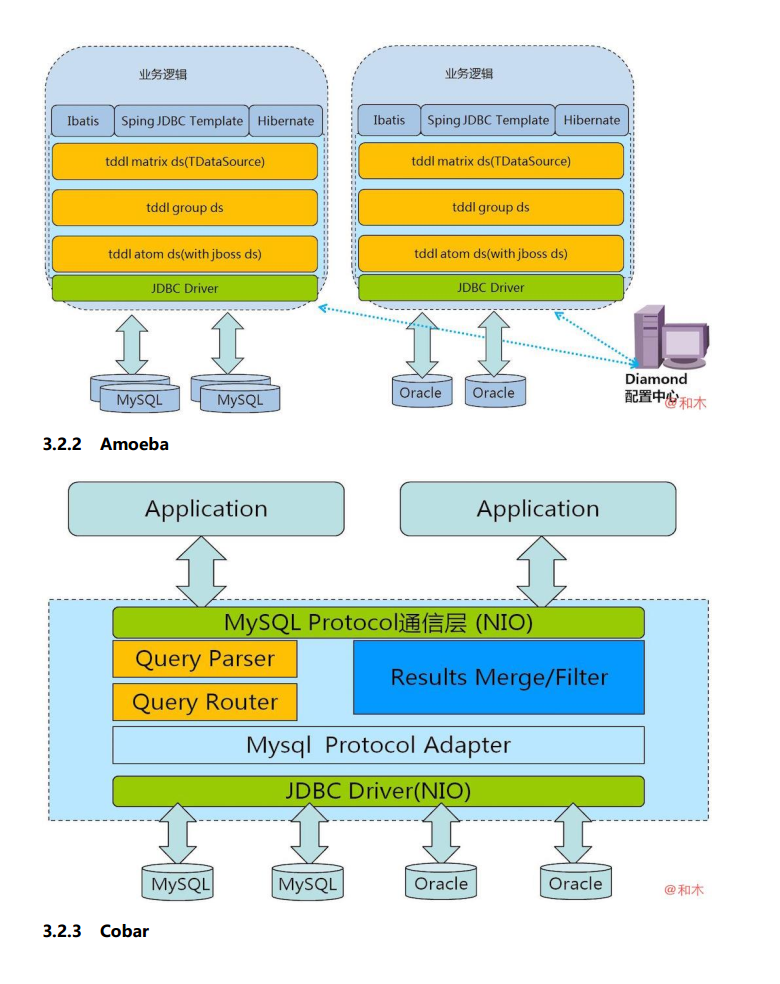 业务逻辑
Ibatis Sping JDBC Template Hibernate
tddl matrix ds(TDataSource)
tddl group ds
tddl atom ds(with jboss ds)
JDBC Driver
MySQL MySQL
业务逻辑
Ibatis Sping JDBC Template Hibernate
tddl matrix ds(TDataSource)
tddl group ds
tddl atom ds(with jboss ds)
JDBC Driver
Oracle Oracle
Diamond
配置中心
@和木
3.2.2 Amoeba
Application Application
MySQL Protocol通信层 (NIO)
Query Parser
Query Router
Results Merge/Filter
Mysql Protocol Adapter
JDBC Driver(NIO)
MySQL MySQL Oracle Oracle
@和木
3.2.3 Cobar